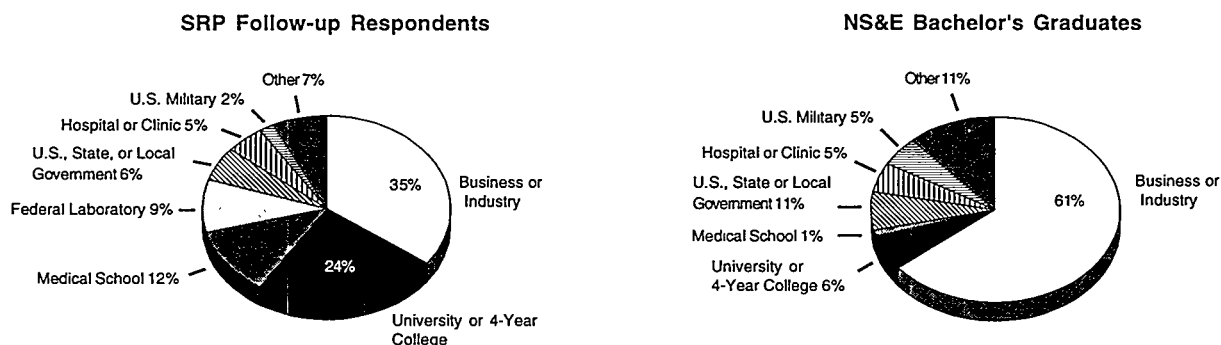 SRP Follow-up Respondents
Other 7%
U.S. Military 2%
Hospital or Clinic 5%
U.S., State, or Local
Government 6%
Federal Laboratory 9%
Medical School 12%
35%
Business or
Industry
24%
University or 4-Year
College
NS&E Bachelor's Graduates
Other 11%
U.S. Military 5%
Hospital or Clinic 5%
U.S., State or Local
Government 11%
Medical School 1%
University or
4-Year College 6%
61%
Business or
Industry